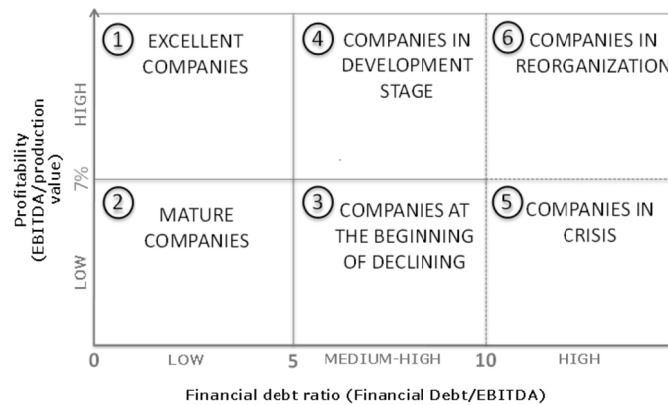 1 EXCELLENT
COMPANIES
4 COMPANIES IN
DEVELOPMENT
STAGE
6 COMPANIES IN
REORGANIZATION
HIGH
Profitability
(EBITDA/production
value)
7%
2 MATURE
COMPANIES
3 COMPANIES AT
THE BEGINNING
OF DECLINING
5 COMPANIES IN
CRISIS
LOW
0 LOW 5 MEDIUM-HIGH 10 HIGH
Financial debt ratio (Financial Debt/EBITDA)